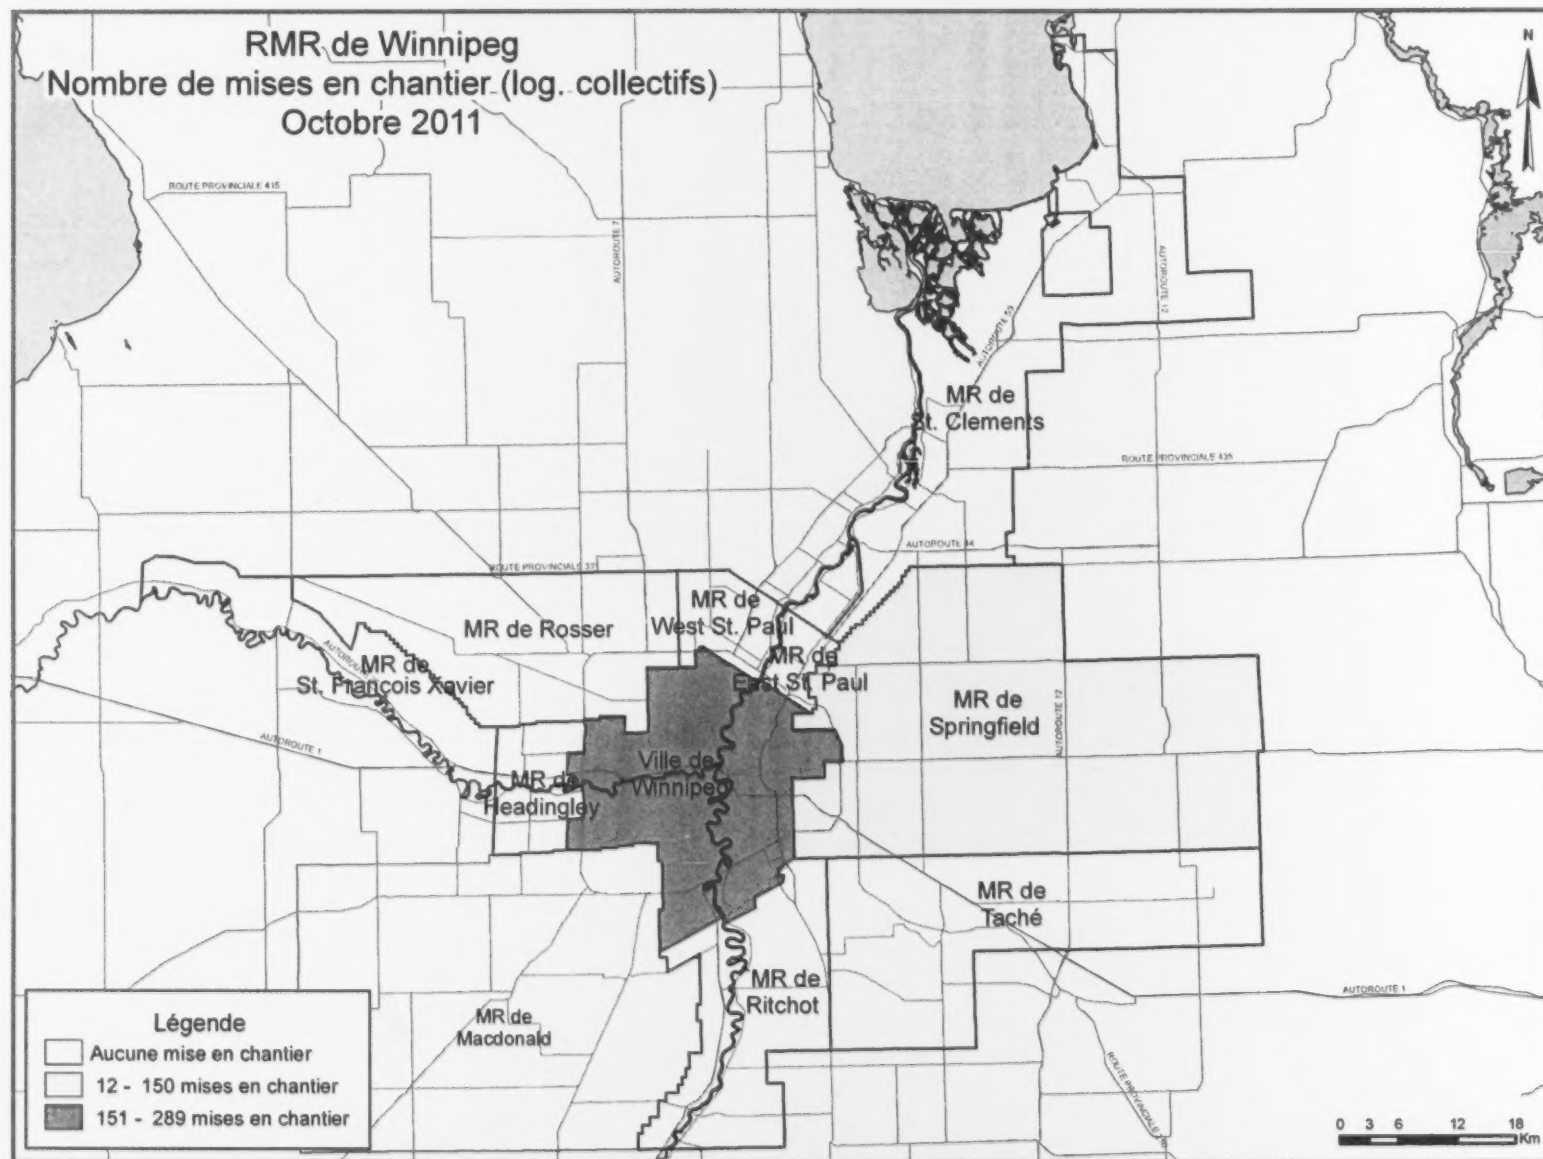 RMR de Winnipeg
Nombre de mises en chantier (log. collectifs)
Octobre 2011
N
ROUTE PROVINCIALE 415
AUTOROUTE 7
AUTOROUTE 12
AUTOROUTE 59
MR de
St. Clements
ROUTE PROVINCIALE 435
AUTOROUTE 44
ROUTE PROVINCIALE 321
MR de
West St. Paul
MR de Rosser
MR de
East St. Paul
AUTOROUTE
MR de
St. François Xavier
MR de
Springfield
AUTOROUTE 12
AUTOROUTE 1
Ville de
Winnipeg
MR de
Headingley
MR de
Taché
MR de
Ritchot
AUTOROUTE 1
MR de
Macdonald
ROUTE PROVINCIALE
Légende
Aucune mise en chantier
12 - 150 mises en chantier
151 - 289 mises en chantier
0 3 6 12 18
Km